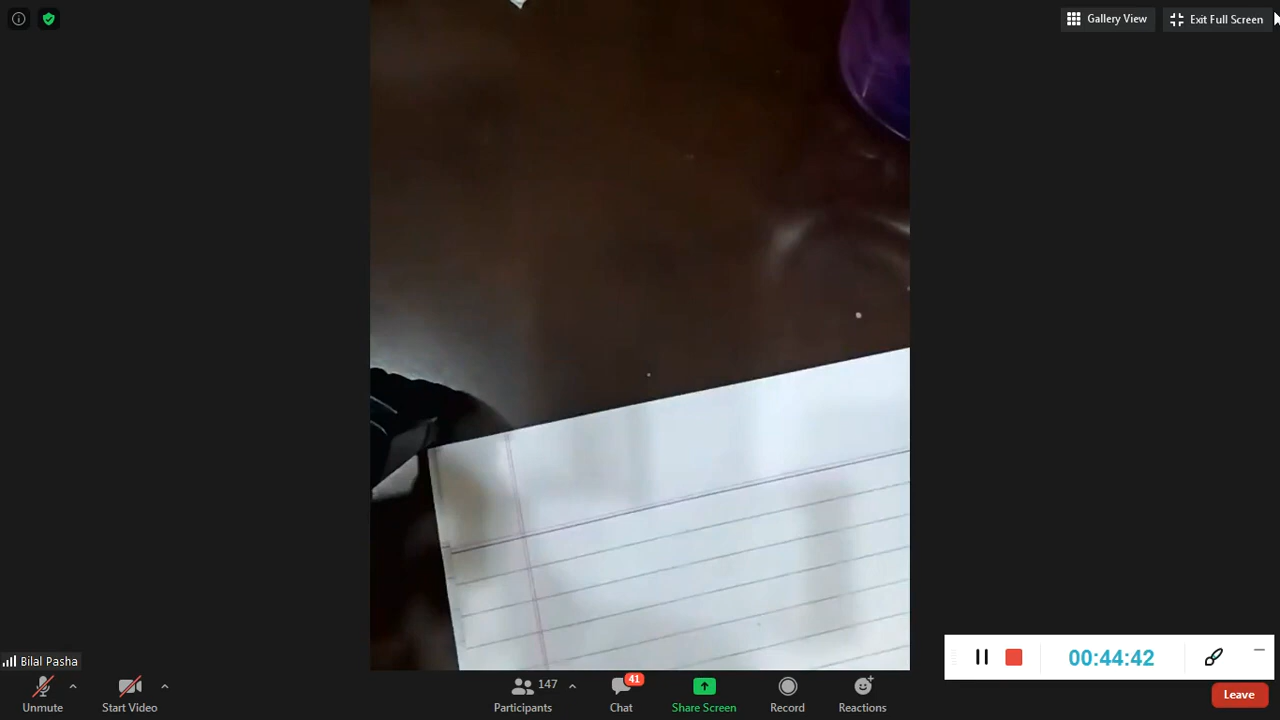 Gallery View
Exit Full Screen
00:44:42
Bilal Pasha
Unmute
Start Video
147
Participants
41
Chat
Share Screen
Record
Reactions
Leave